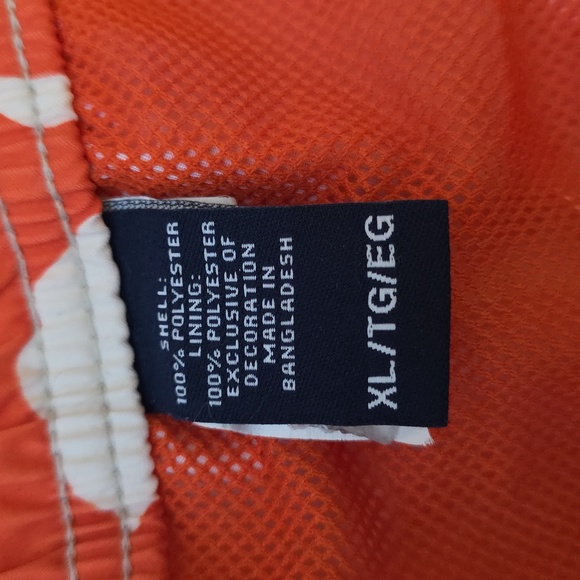 SHELL:
100% POLYESTER
LINING:
100% POLYESTER
EXCLUSIVE OF
DECORATION
MADE IN
BANGLADESH
XL/TG/EG